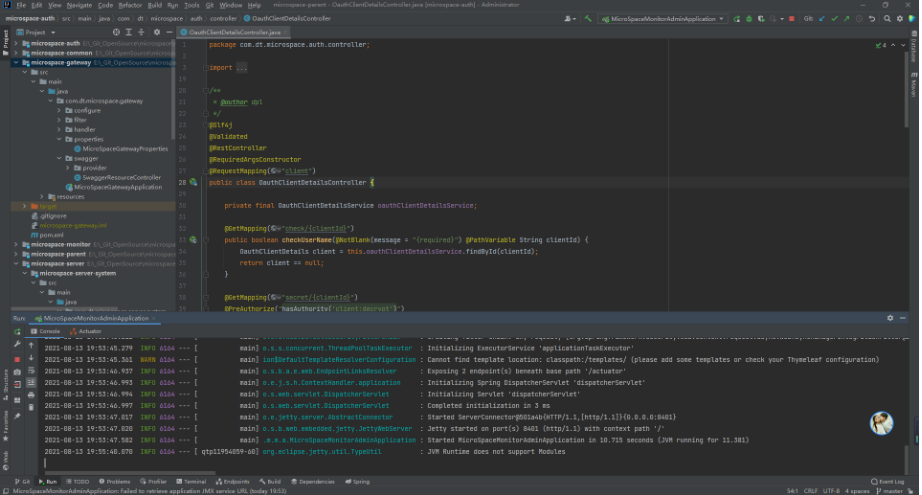 File Edit View Navigate Code Refactor Build Run Tools Git Window Help
microspace-parent - OauthClientDetailsController.java [microspace-auth] - Administrator
microspace-auth
src
main
java
com
dt
microspace
auth
controller
OauthClientDetailsController
MicroSpaceMonitorAdminApplication
Git:
Project
OauthClientDetailsController.java
microspace-auth
microspace-common
microspace-gateway
src
main
java
com.dt.microspace.gateway
configure
filter
handler
properties
MicroSpaceGatewayProperties
swagger
provider
SwaggerResourceController
MicroSpaceGatewayApplication
resources
target
.gitignore
microspace-gateway.iml
pom.xml
microspace-monitor
microspace-parent
microspace-server
microspace-server-system
src
main
java
package com.dt.microspace.auth.controller;
import ...
/**
* @author
*/
@Slf4j
@Validated
@RestController
@RequiredArgsConstructor
@RequestMapping("client")
public class OauthClientDetailsController {
private final OauthClientDetailsService oauthClientDetailsService;
@GetMapping("check/{clientId}")
public boolean checkUserName(@NotBlank(message = "{required}") @PathVariable String clientId) {
OauthClientDetails client = this.oauthClientDetailsService.findById(clientId);
return client == null;
}
@GetMapping("secret/{clientId}")
@PreAuthorize("hasAuthority('client:decrypt')")
Database
Maven
Structure
Favorites
Web
Run: MicroSpaceMonitorAdminApplication
Console Actuator
2021-08-13 19:53:45.279 INFO 6164 --- [ main] o.s.s.concurrent.ThreadPoolTaskExecutor : Initializing ExecutorService 'applicationTaskExecutor'
2021-08-13 19:53:45.361 WARN 6164 --- [ main] ion$DefaultTemplateResolverConfiguration : Cannot find template location: classpath:/templates/ (please add some templates or check your Thymeleaf configuration)
2021-08-13 19:53:46.937 INFO 6164 --- [ main] o.s.b.a.e.web.EndpointLinksResolver : Exposing 2 endpoint(s) beneath base path '/actuator'
2021-08-13 19:53:46.993 INFO 6164 --- [ main] o.e.j.s.h.ContextHandler.application : Initializing Spring DispatcherServlet 'dispatcherServlet'
2021-08-13 19:53:46.994 INFO 6164 --- [ main] o.s.web.servlet.DispatcherServlet : Initializing Servlet 'dispatcherServlet'
2021-08-13 19:53:46.997 INFO 6164 --- [ main] o.s.web.servlet.DispatcherServlet : Completed initialization in 3 ms
2021-08-13 19:53:47.017 INFO 6164 --- [ main] o.e.jetty.server.AbstractConnector : Started ServerConnector@501a64b{HTTP/1.1,[http/1.1]}{0.0.0.0:8401}
2021-08-13 19:53:47.020 INFO 6164 --- [ main] o.s.b.web.embedded.jetty.JettyWebServer : Jetty started on port(s) 8401 (http/1.1) with context path '/'
2021-08-13 19:53:47.582 INFO 6164 --- [ main] .m.m.a.MicroSpaceMonitorAdminApplication : Started MicroSpaceMonitorAdminApplication in 10.715 seconds (JVM running for 11.381)
2021-08-13 19:55:40.070 INFO 6164 --- [ qtp11954059-60] org.eclipse.jetty.util.TypeUtil : JVM Runtime does not support Modules
Git Run TODO Problems Profiler Terminal Endpoints Build Dependencies Spring Event Log
MicroSpaceMonitorAdminApplication: Failed to retrieve application JMX service URL (today 19:53)
54:1 CRLF UTF-8 4 spaces master